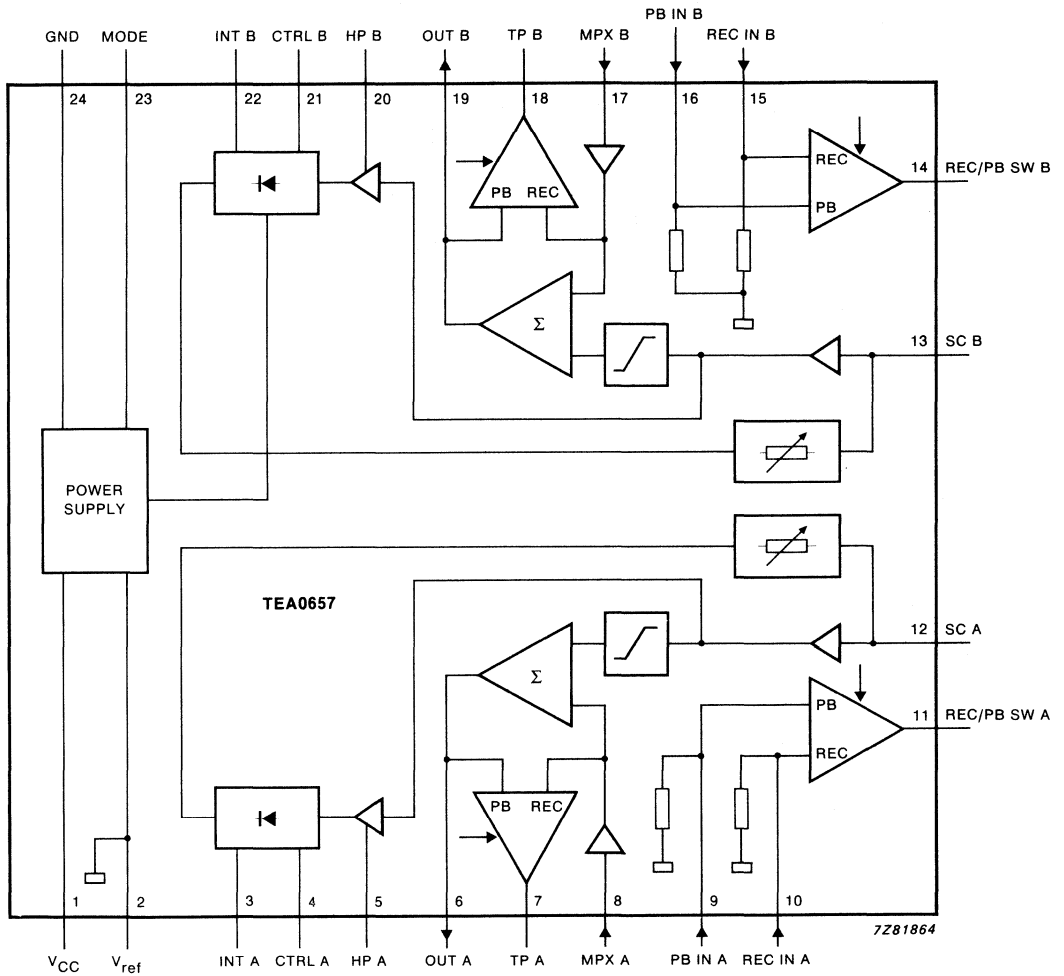 PB IN B
GND MODE INT B CTRL B HP B OUT B TP B MPX B REC IN B
24 23 22 21 20 19 18 17 16 15
REC
14 REC/PB SW B
PB REC
PB
Σ
13 SC B
POWER
SUPPLY
TEA0657
12 SC A
Σ
PB
11 REC/PB SW A
REC
PB REC
1 2 3 4 5 6 7 8 9 10
7Z81864
VCC Vref INT A CTRL A HP A OUT A TP A MPX A PB IN A REC IN A